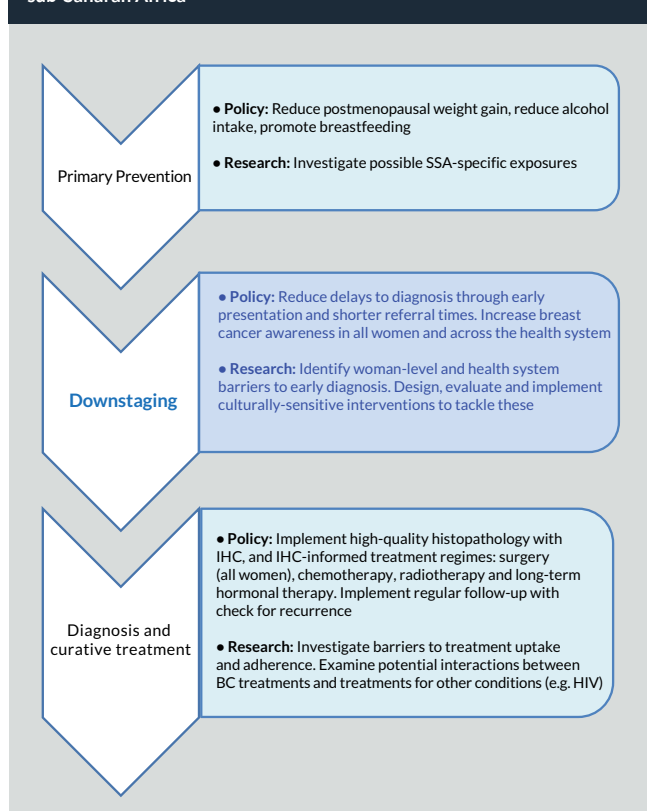 sub-Saharan Africa
Primary Prevention
● Policy: Reduce postmenopausal weight gain, reduce alcohol
intake, promote breastfeeding
● Research: Investigate possible SSA-specific exposures
Downstaging
● Policy: Reduce delays to diagnosis through early
presentation and shorter referral times. Increase breast
cancer awareness in all women and across the health system
● Research: Identify woman-level and health system
barriers to early diagnosis. Design, evaluate and implement
culturally-sensitive interventions to tackle these
Diagnosis and
curative treatment
● Policy: Implement high-quality histopathology with
IHC, and IHC-informed treatment regimes: surgery
(all women), chemotherapy, radiotherapy and long-term
hormonal therapy. Implement regular follow-up with
check for recurrence
● Research: Investigate barriers to treatment uptake
and adherence. Examine potential interactions between
BC treatments and treatments for other conditions (e.g. HIV)